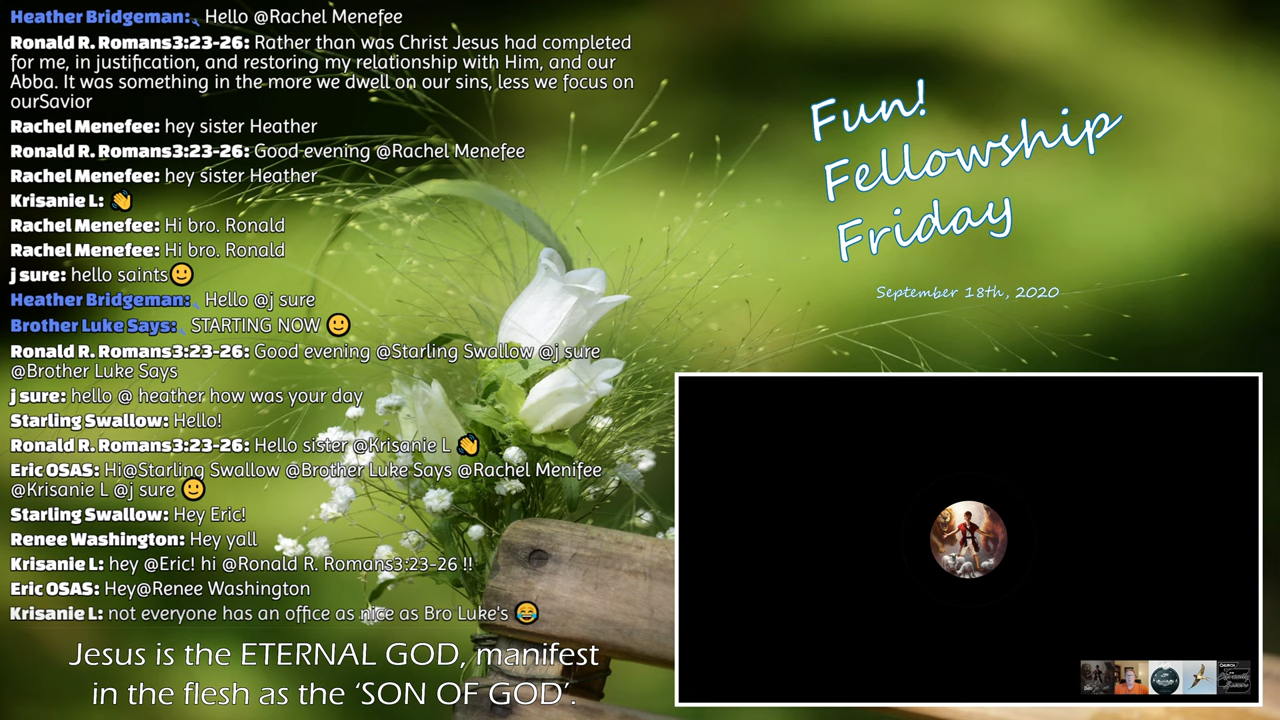 Heather Bridgeman: Hello @Rachel Menefee
Ronald R. Romans3:23-26: Rather than was Christ Jesus had completed
for me, in justification, and restoring my relationship with Him, and our
Abba. It was something in the more we dwell on our sins, less we focus on
ourSavior
Rachel Menefee: hey sister Heather
Ronald R. Romans3:23-26: Good evening @Rachel Menefee
Rachel Menefee: hey sister Heather
Krisanie L: 👋
Rachel Menefee: Hi bro. Ronald
Rachel Menefee: Hi bro. Ronald
j sure: hello saints🙂
Heather Bridgeman: Hello @j sure
Brother Luke Says: STARTING NOW 🙂
Ronald R. Romans3:23-26: Good evening @Starling Swallow @j sure
@Brother Luke Says
j sure: hello @ heather how was your day
Starling Swallow: Hello!
Ronald R. Romans3:23-26: Hello sister @Krisanie L 👋
Eric OSAS: Hi@Starling Swallow @Brother Luke Says @Rachel Menifee
@Krisanie L @j sure 🙂
Starling Swallow: Hey Eric!
Renee Washington: Hey yall
Krisanie L: hey @Eric! hi @Ronald R. Romans3:23-26 !!
Eric OSAS: Hey@Renee Washington
Krisanie L: not everyone has an office as nice as Bro Luke's 😂
Jesus is the ETERNAL GOD, manifest
in the flesh as the ‘SON OF GOD’.
Fun!
Fellowship
Friday
September 18th, 2020